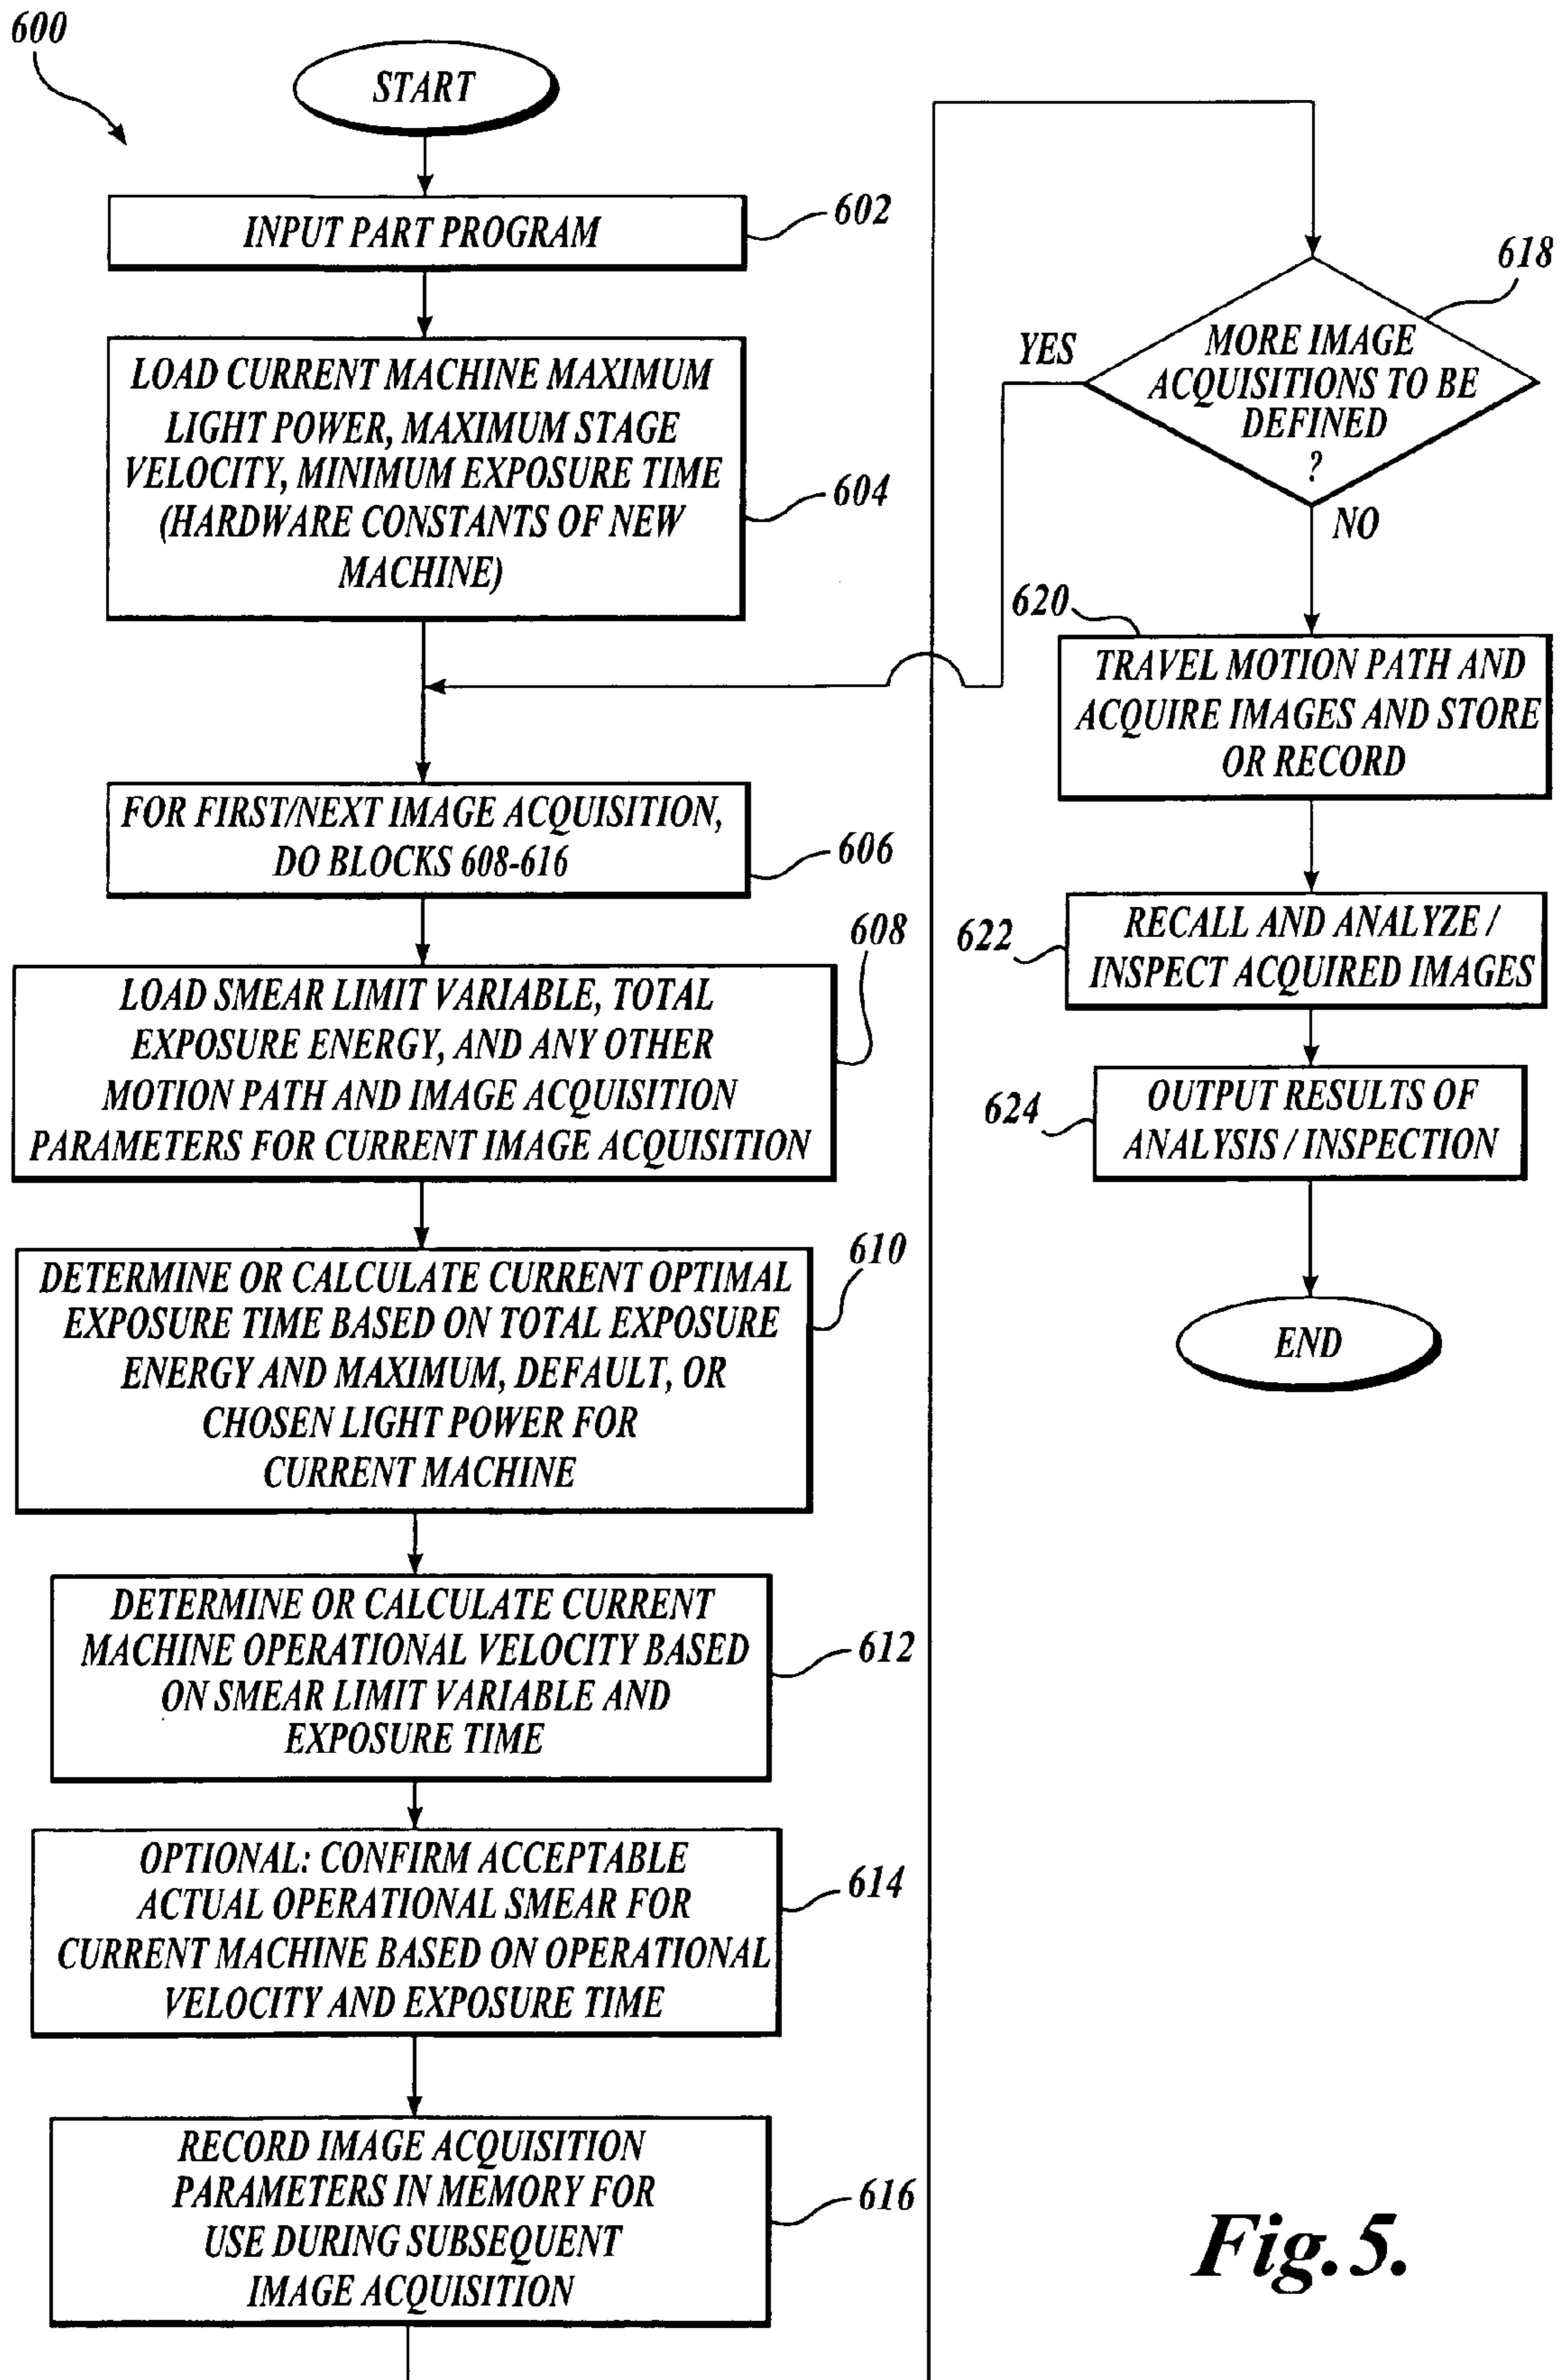 600
START
INPUT PART PROGRAM
602
LOAD CURRENT MACHINE MAXIMUM
LIGHT POWER, MAXIMUM STAGE
VELOCITY, MINIMUM EXPOSURE TIME
(HARDWARE CONSTANTS OF NEW
MACHINE)
604
FOR FIRST/NEXT IMAGE ACQUISITION,
DO BLOCKS 608-616
606
LOAD SMEAR LIMIT VARIABLE, TOTAL
EXPOSURE ENERGY, AND ANY OTHER
MOTION PATH AND IMAGE ACQUISITION
PARAMETERS FOR CURRENT IMAGE ACQUISITION
608
DETERMINE OR CALCULATE CURRENT OPTIMAL
EXPOSURE TIME BASED ON TOTAL EXPOSURE
ENERGY AND MAXIMUM, DEFAULT, OR
CHOSEN LIGHT POWER FOR
CURRENT MACHINE
610
DETERMINE OR CALCULATE CURRENT
MACHINE OPERATIONAL VELOCITY BASED
ON SMEAR LIMIT VARIABLE AND
EXPOSURE TIME
612
OPTIONAL: CONFIRM ACCEPTABLE
ACTUAL OPERATIONAL SMEAR FOR
CURRENT MACHINE BASED ON OPERATIONAL
VELOCITY AND EXPOSURE TIME
614
RECORD IMAGE ACQUISITION
PARAMETERS IN MEMORY FOR
USE DURING SUBSEQUENT
IMAGE ACQUISITION
616
618
MORE IMAGE
ACQUISITIONS TO BE
DEFINED
?
YES
NO
620
TRAVEL MOTION PATH AND
ACQUIRE IMAGES AND STORE
OR RECORD
622
RECALL AND ANALYZE /
INSPECT ACQUIRED IMAGES
624
OUTPUT RESULTS OF
ANALYSIS / INSPECTION
END
Fig. 5.